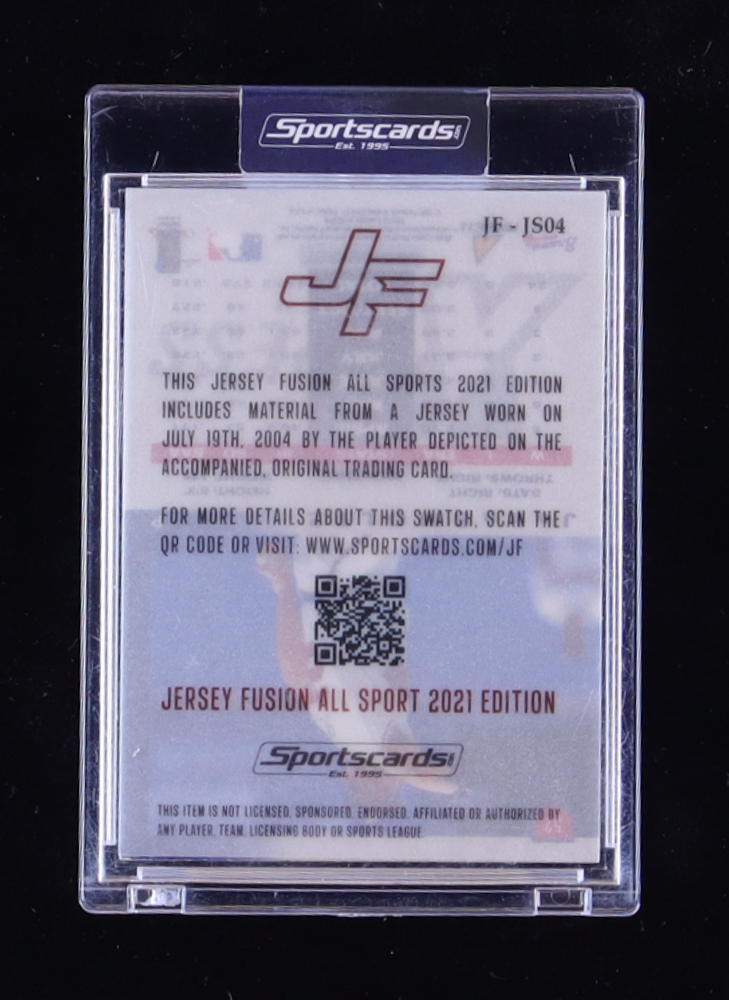 Sportscards.com
Est. 1995
JF - JS04
JF
THIS JERSEY FUSION ALL SPORTS 2021 EDITION
INCLUDES MATERIAL FROM A JERSEY WORN ON
JULY 19TH, 2004 BY THE PLAYER DEPICTED ON THE
ACCOMPANIED, ORIGINAL TRADING CARD.
FOR MORE DETAILS ABOUT THIS SWATCH, SCAN THE
QR CODE OR VISIT: WWW.SPORTSCARDS.COM/JF
JERSEY FUSION ALL SPORT 2021 EDITION
Sportscards.com
Est. 1995
THIS ITEM IS NOT LICENSED, SPONSORED, ENDORSED, AFFILIATED OR AUTHORIZED BY
ANY PLAYER, TEAM, LICENSING BODY OR SPORTS LEAGUE.